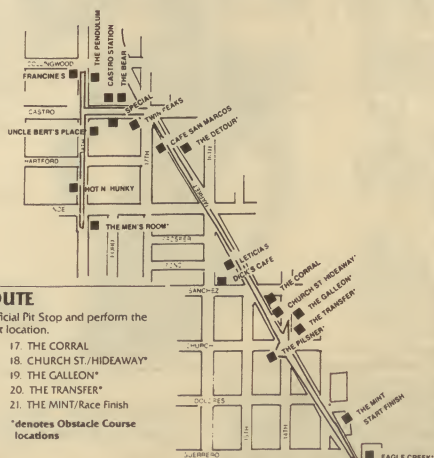 THE PENDULUM
CASTRO STATION
THE BEAR
COLLINGWOOD
FRANCINE S
SPECIAL
TWIN PEAKS
CASTRO
UNCLE BERT'S PLACE*
CAFE SAN MARCOS
THE DETOUR*
17TH
16TH
HARTFORD
HOT N HUNKY
MARKET
NOE
THE MEN'S ROOM*
LETICIA S
DICK'S CAFE
SANCHEZ
THE CORRAL
CHURCH ST. HIDEAWAY*
THE GALLEON*
THE TRANSFER*
CHURCH
THE PILSNER*
DOLORES
15TH
14TH
THE MINT
START FINISH
GUERRERO
EAGLE CREEK*
OUTE
ficial Pit Stop and perform the
t location.
17. THE CORRAL
18. CHURCH ST./HIDEAWAY*
19. THE GALLEON*
20. THE TRANSFER*
21. THE MINT/Race Finish
*denotes Obstacle Course
locations